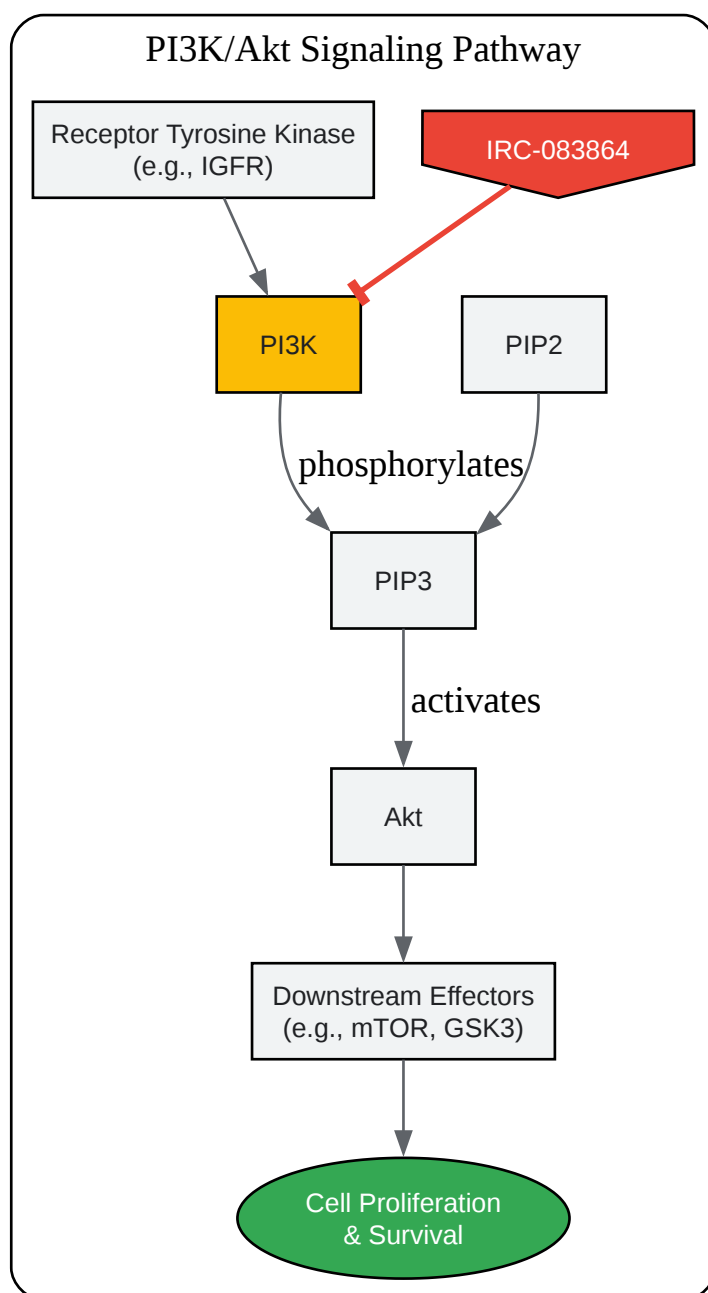 PI3K/Akt Signaling Pathway
Receptor Tyrosine Kinase
(e.g., IGFR)
IRC-083864
PI3K
PIP2
phosphorylates
PIP3
activates
Akt
Downstream Effectors
(e.g., mTOR, GSK3)
Cell Proliferation
& Survival